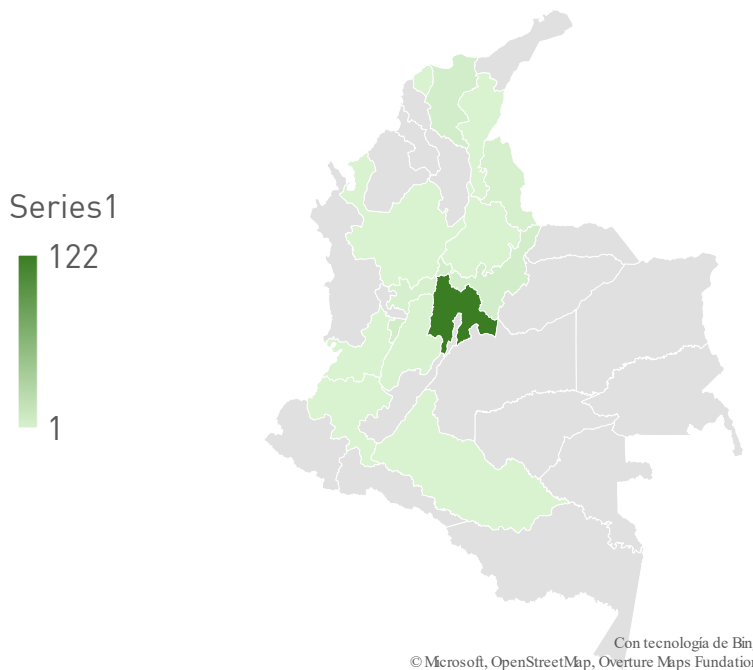 Series1
122
1
Con tecnología de Bin
© Microsoft, OpenStreetMap, Overture Maps Fundation